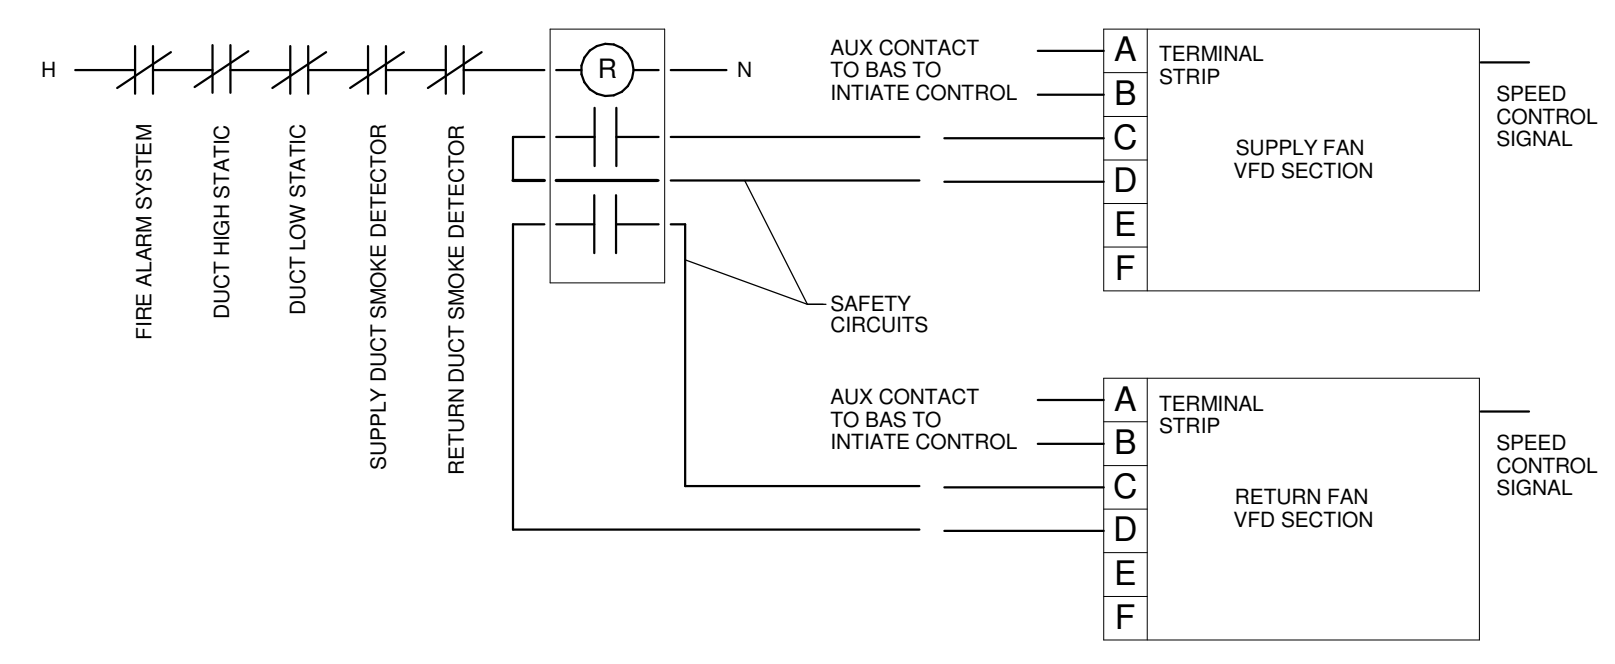 H
R
N
FIRE ALARM SYSTEM
DUCT HIGH STATIC
DUCT LOW STATIC
SUPPLY DUCT SMOKE DETECTOR
RETURN DUCT SMOKE DETECTOR
SAFETY
CIRCUITS
AUX CONTACT
TO BAS TO
INTIATE CONTROL
A
B
C
D
E
F
TERMINAL
STRIP
SUPPLY FAN
VFD SECTION
SPEED
CONTROL
SIGNAL
AUX CONTACT
TO BAS TO
INTIATE CONTROL
A
B
C
D
E
F
TERMINAL
STRIP
RETURN FAN
VFD SECTION
SPEED
CONTROL
SIGNAL